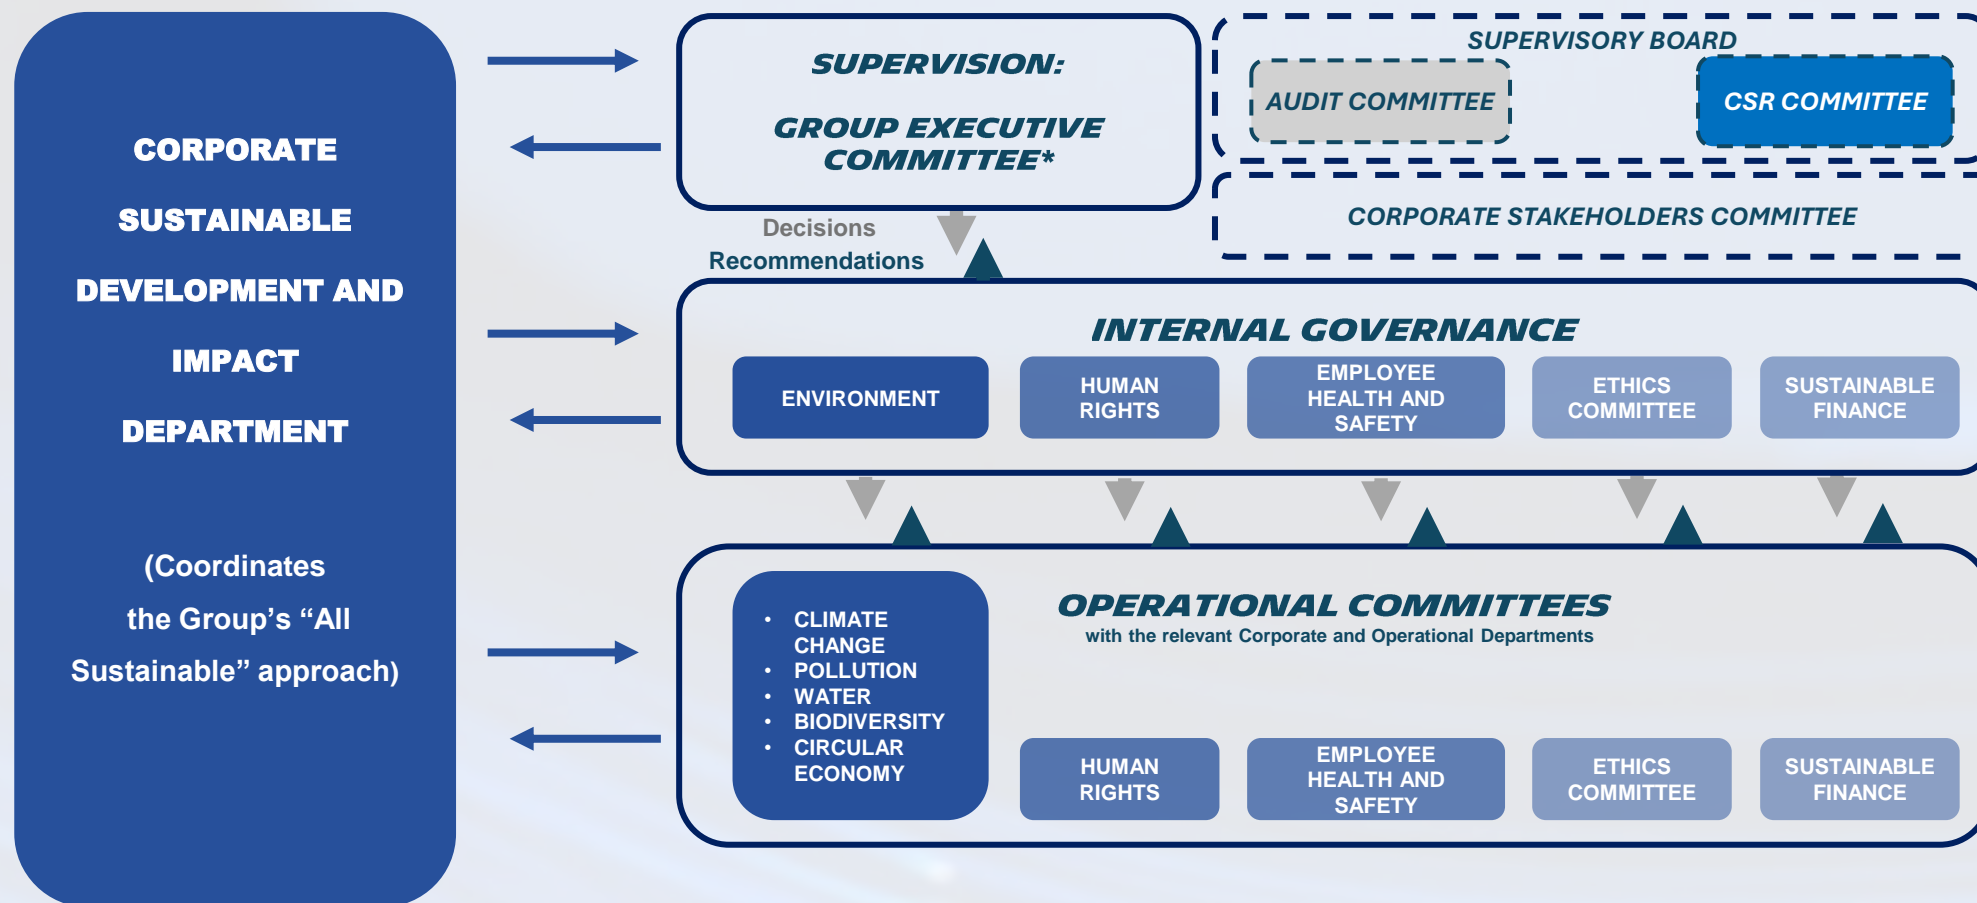 CORPORATE
SUSTAINABLE
DEVELOPMENT AND
IMPACT
DEPARTMENT
(Coordinates
the Group’s “All
Sustainable” approach)
SUPERVISION:
GROUP EXECUTIVE
COMMITTEE*
SUPERVISORY BOARD
AUDIT COMMITTEE
CSR COMMITTEE
CORPORATE STAKEHOLDERS COMMITTEE
Decisions
Recommendations
INTERNAL GOVERNANCE
ENVIRONMENT
HUMAN
RIGHTS
EMPLOYEE
HEALTH AND
SAFETY
ETHICS
COMMITTEE
SUSTAINABLE
FINANCE
OPERATIONAL COMMITTEES
with the relevant Corporate and Operational Departments
• CLIMATE
CHANGE
• POLLUTION
• WATER
• BIODIVERSITY
• CIRCULAR
ECONOMY
HUMAN
RIGHTS
EMPLOYEE
HEALTH AND
SAFETY
ETHICS
COMMITTEE
SUSTAINABLE
FINANCE